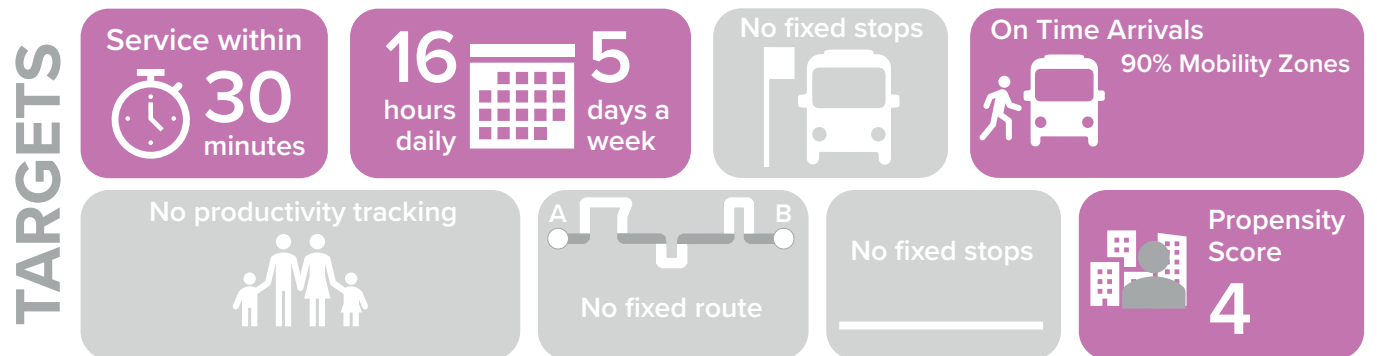 TARGETS
Service within
30
minutes
16
hours
daily
5
days a
week
No fixed stops
On Time Arrivals
90% Mobility Zones
No productivity tracking
A
B
No fixed route
No fixed stops
Propensity
Score
4